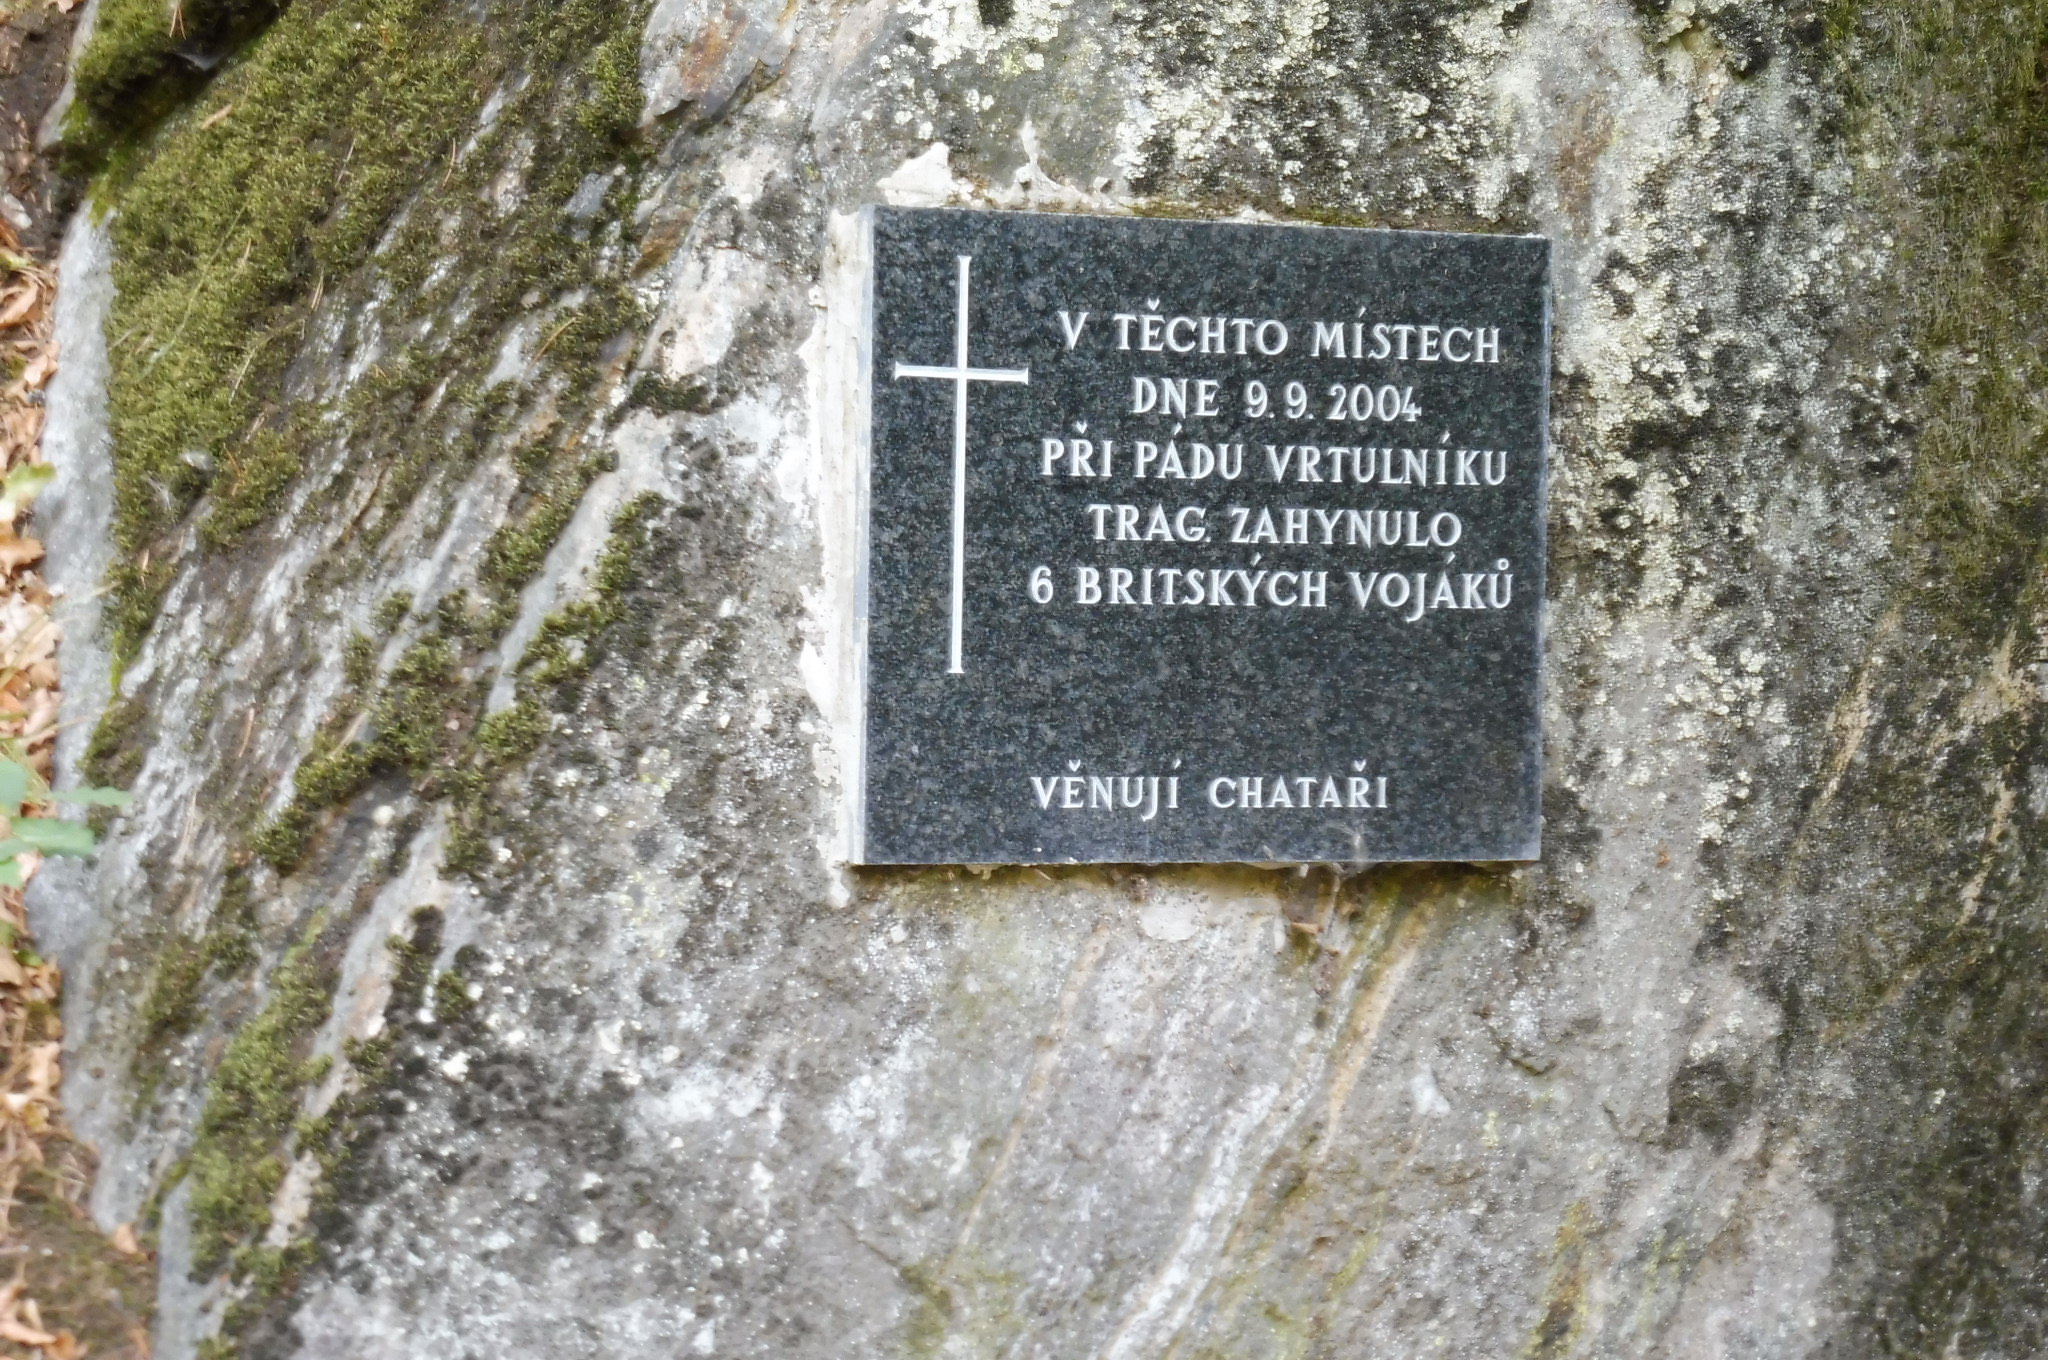 V TĚCHTO MÍSTECH
DNE 9.9.2004
PŘI PÁDU VRTULNÍKU
TRAG. ZAHYNULO
6 BRITSKÝCH VOJÁKŮ
VĚNUJÍ CHATAŘI